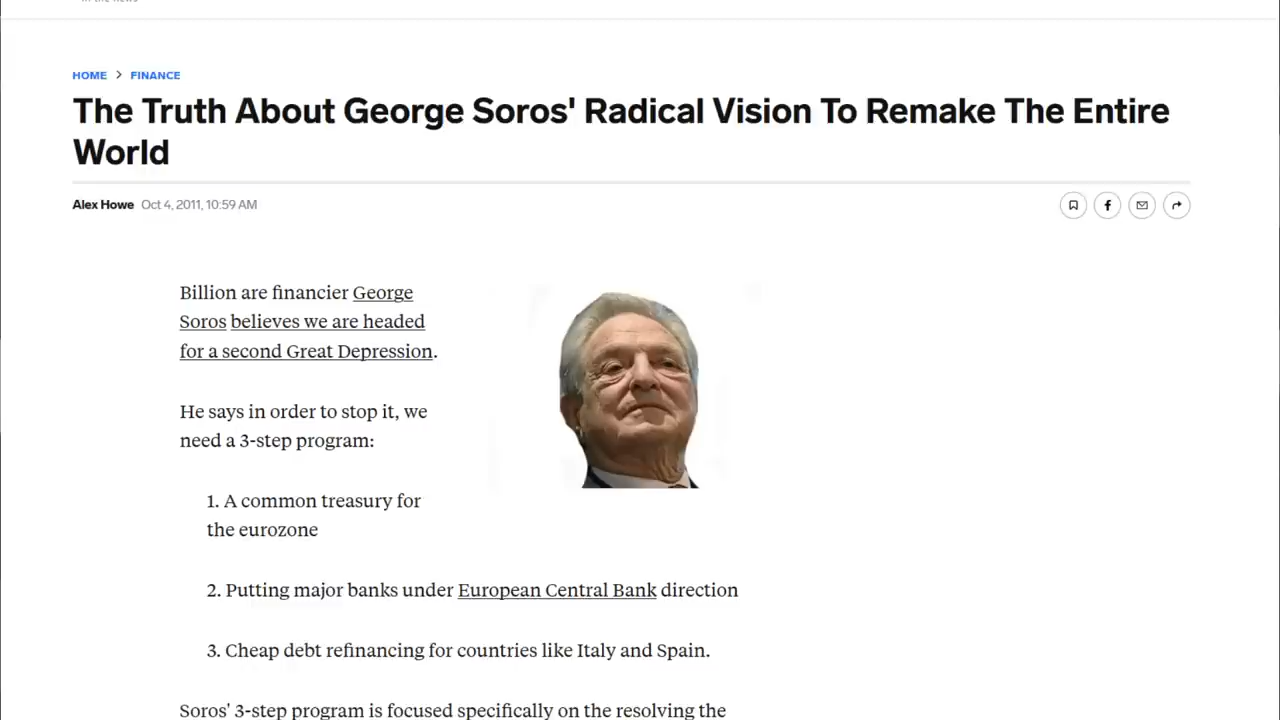 In the news
HOME > FINANCE
The Truth About George Soros' Radical Vision To Remake The Entire
World
Alex Howe Oct 4, 2011, 10:59 AM
Billion are financier George
Soros believes we are headed
for a second Great Depression.
He says in order to stop it, we
need a 3-step program:
1. A common treasury for
the eurozone
2. Putting major banks under European Central Bank direction
3. Cheap debt refinancing for countries like Italy and Spain.
Soros' 3-step program is focused specifically on the resolving the